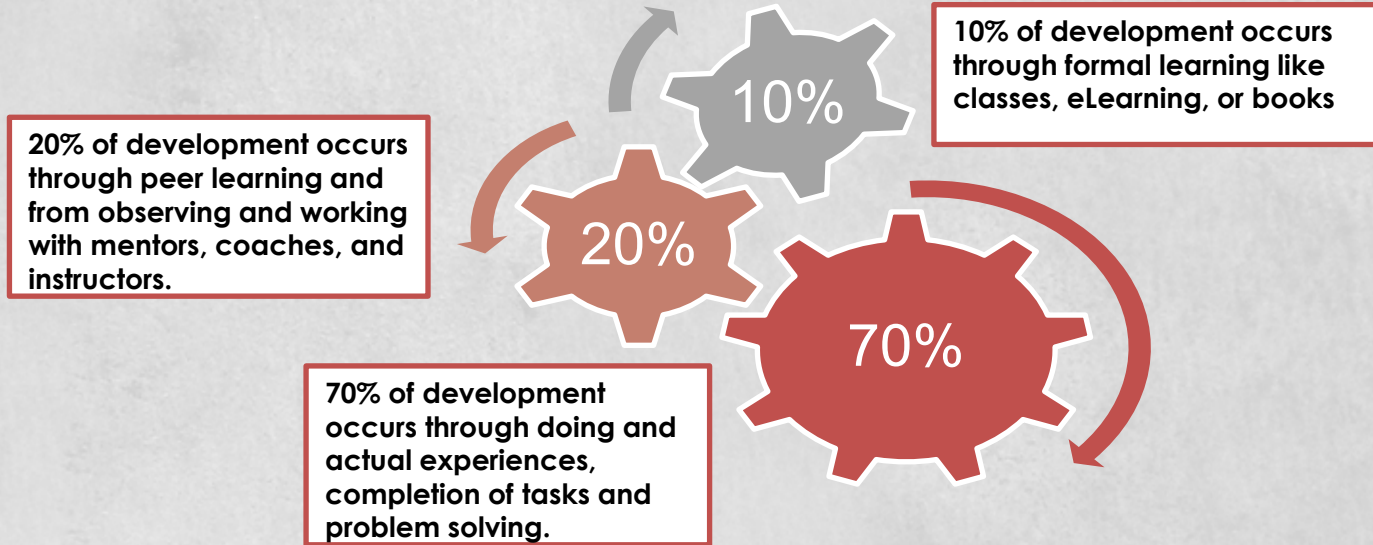 10%
10% of development occurs
through formal learning like
classes, eLearning, or books
20% of development occurs
through peer learning and
from observing and working
with mentors, coaches, and
instructors.
20%
70%
70% of development
occurs through doing and
actual experiences,
completion of tasks and
problem solving.